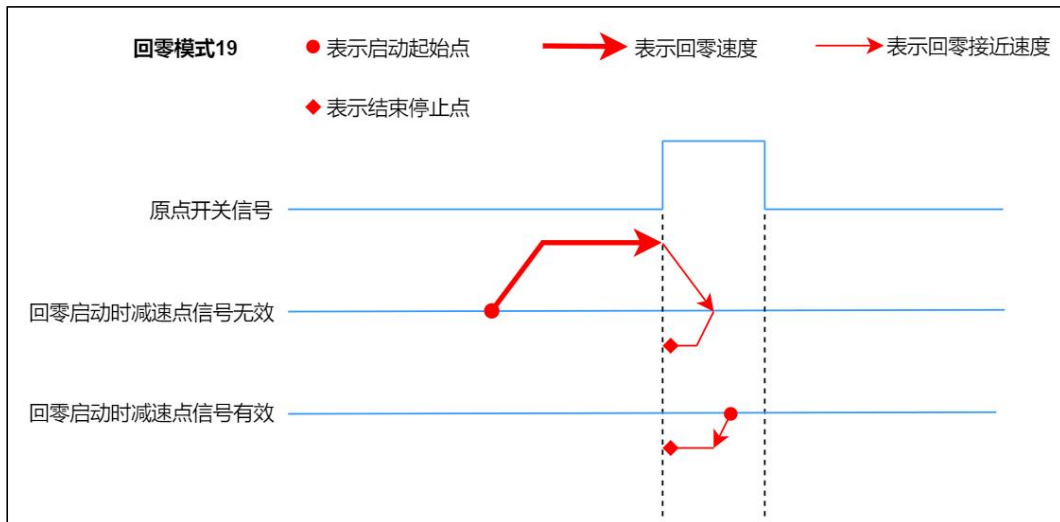 回零模式19
表示启动起始点
表示回零速度
表示回零接近速度
表示结束停止点
原点开关信号
回零启动时减速点信号无效
回零启动时减速点信号有效